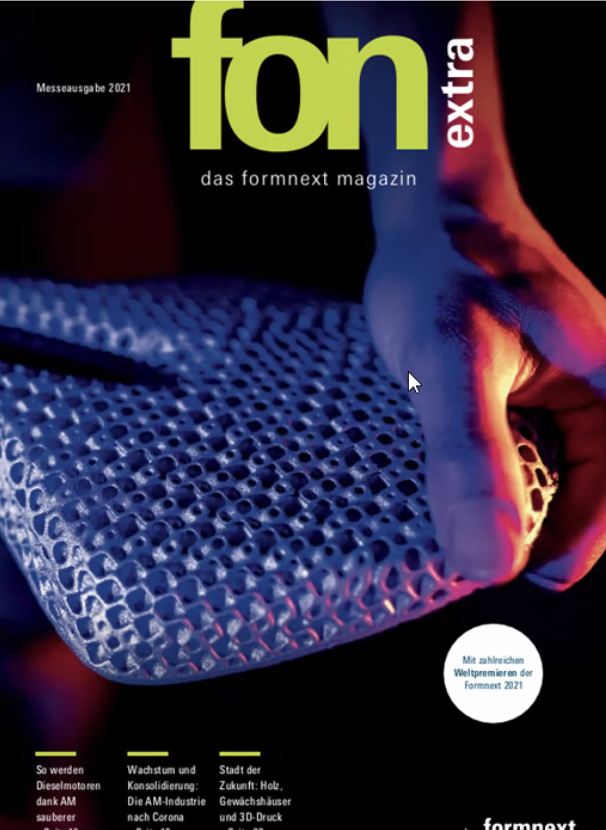 Messeausgabe 2021
fon
extra
das formnext magazin
Mit zahlreichen
Weltpremieren der
Formnext 2021
So werden
Dieselmotoren
dank AM
sauberer
Wachstum und
Konsolidierung:
Die AM-Industrie
nach Corona
Stadt der
Zukunft: Holz,
Gewächshäuser
und 3D-Druck
formnext